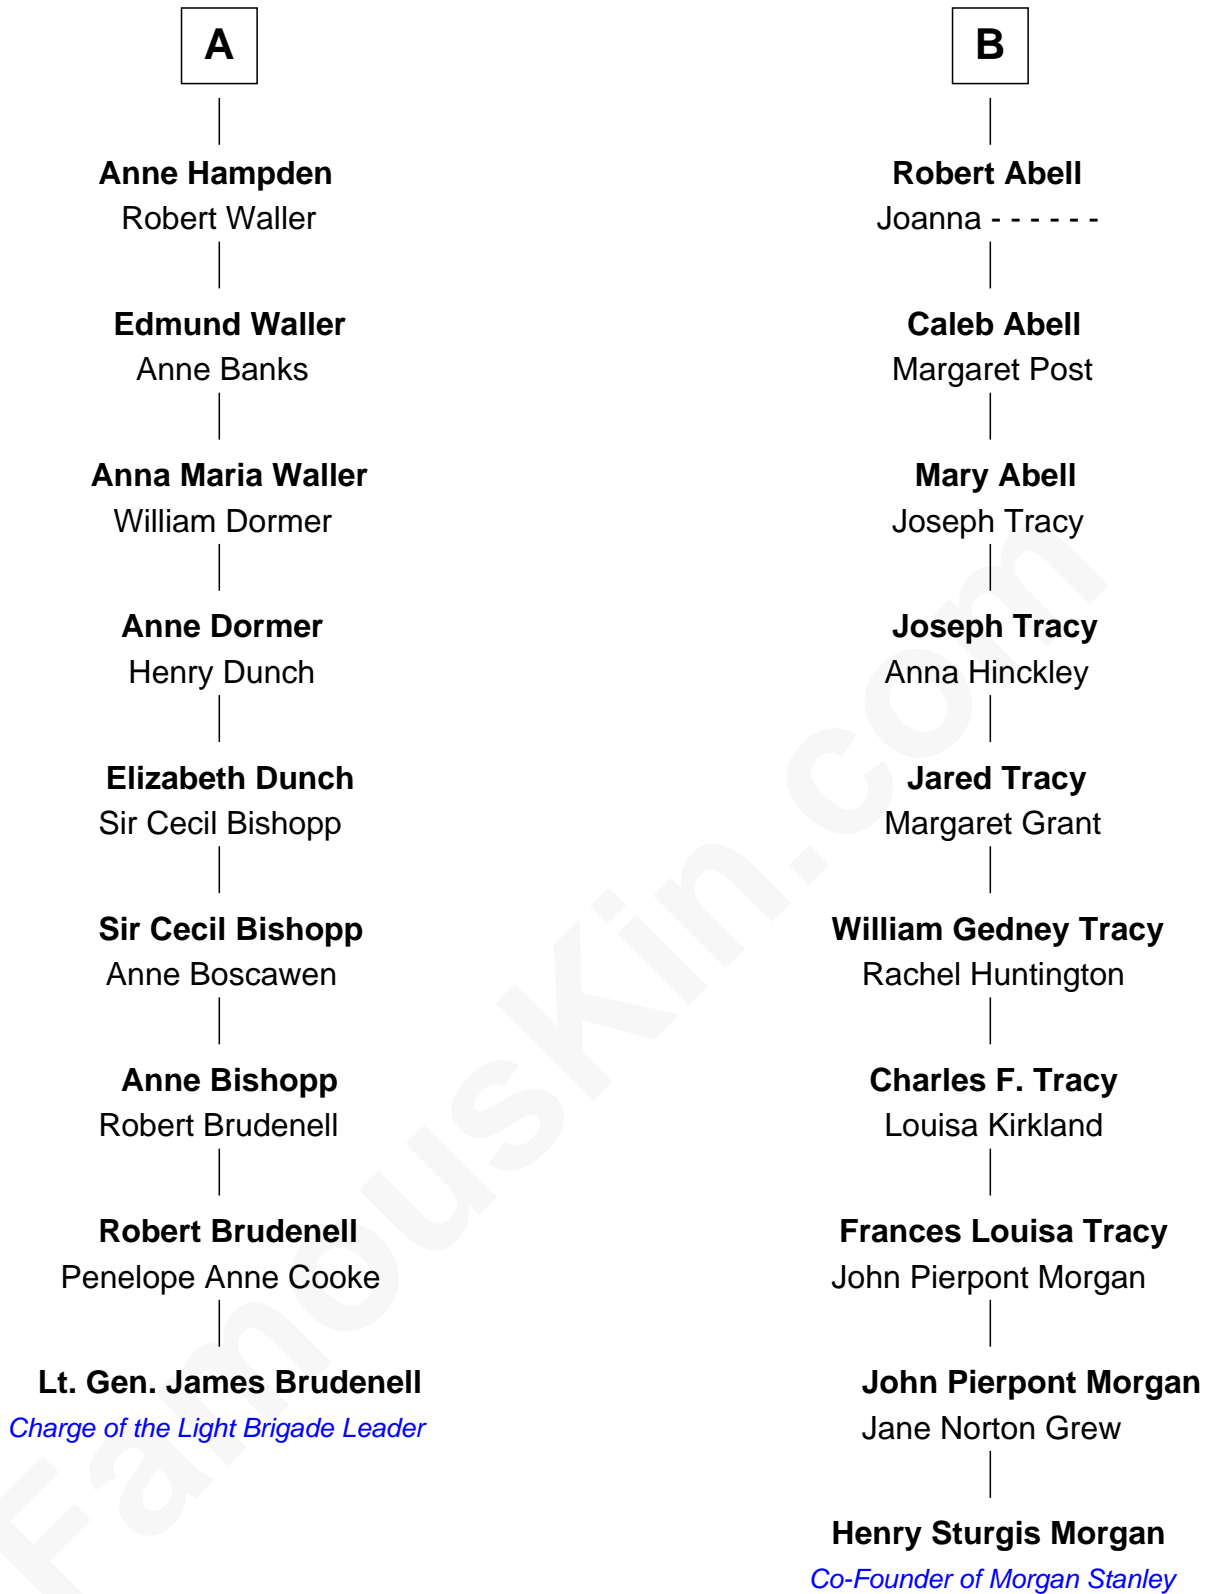 A
Anne Hampden
Robert Waller
Edmund Waller
Anne Banks
Anna Maria Waller
William Dormer
Anne Dormer
Henry Dunch
Elizabeth Dunch
Sir Cecil Bishopp
Sir Cecil Bishopp
Anne Boscawen
Anne Bishopp
Robert Brudenell
Robert Brudenell
Penelope Anne Cooke
Lt. Gen. James Brudenell
Charge of the Light Brigade Leader
B
Robert Abell
Joanna - - - - - -
Caleb Abell
Margaret Post
Mary Abell
Joseph Tracy
Joseph Tracy
Anna Hinckley
Jared Tracy
Margaret Grant
William Gedney Tracy
Rachel Huntington
Charles F. Tracy
Louisa Kirkland
Frances Louisa Tracy
John Pierpont Morgan
John Pierpont Morgan
Jane Norton Grew
Henry Sturgis Morgan
Co-Founder of Morgan Stanley
FamousKin.com